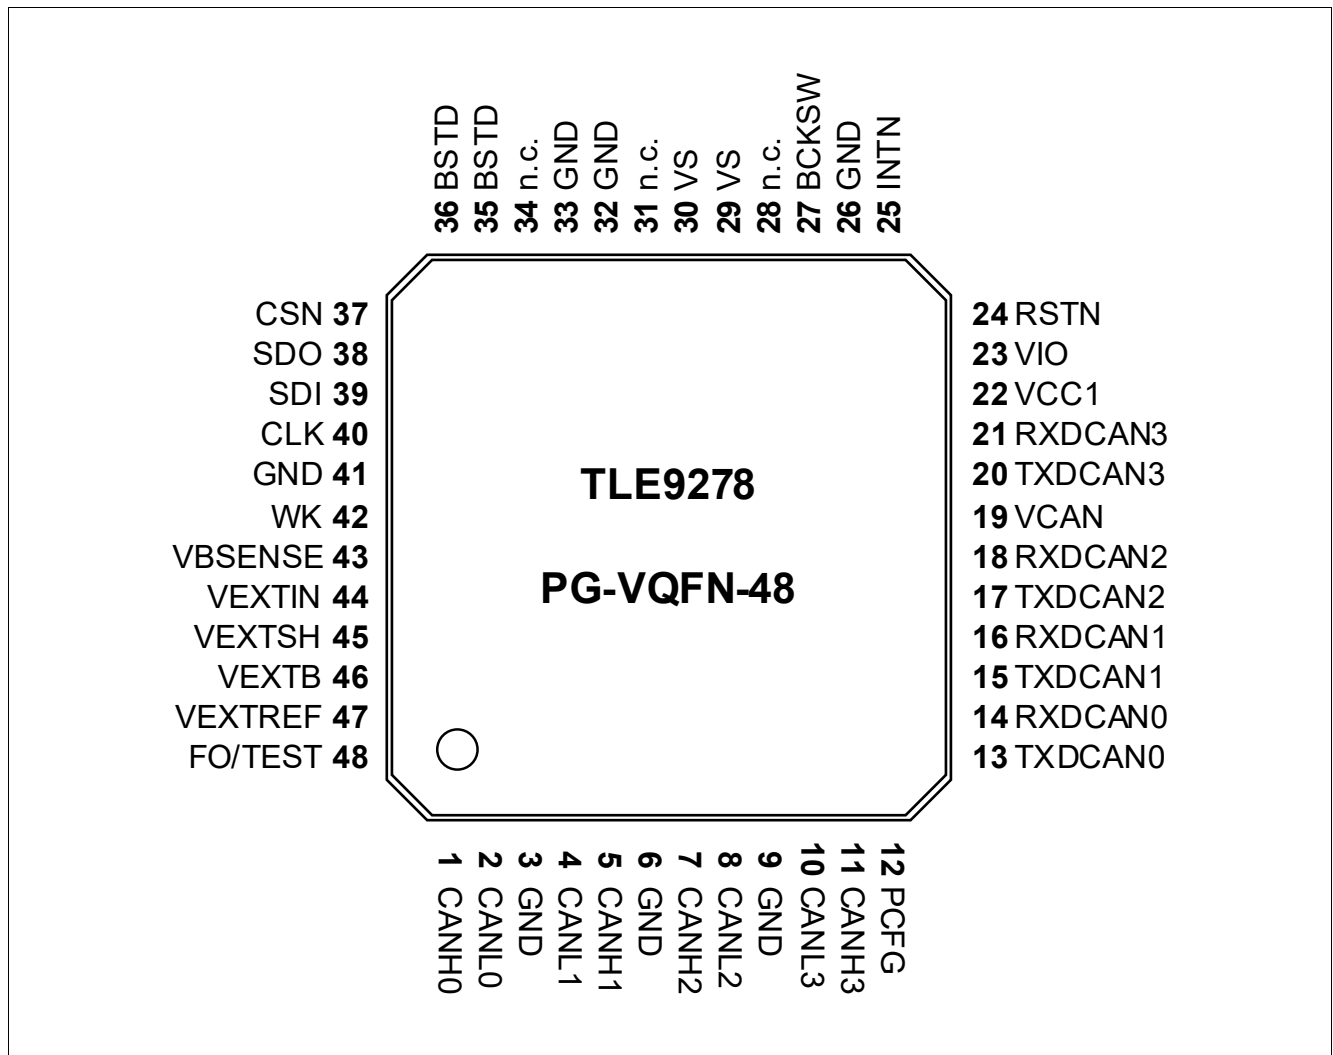 36 BSTD
35 BSTD
34 n.c.
33 GND
32 GND
31 n.c.
30 VS
29 VS
28 n.c.
27 BCKSW
26 GND
25 INTN
CSN 37
SDO 38
SDI 39
CLK 40
GND 41
WK 42
VBSENSE 43
VEXTIN 44
VEXTSH 45
VEXTB 46
VEXTREF 47
FO/TEST 48
TLE9278
PG-VQFN-48
24 RSTN
23 VIO
22 VCC1
21 RXDCAN3
20 TXDCAN3
19 VCAN
18 RXDCAN2
17 TXDCAN2
16 RXDCAN1
15 TXDCAN1
14 RXDCAN0
13 TXDCAN0
1 CANH0
2 CANL0
3 GND
4 CANL1
5 CANH1
6 GND
7 CANH2
8 CANL2
9 GND
10 CANL3
11 CANH3
12 PCFG